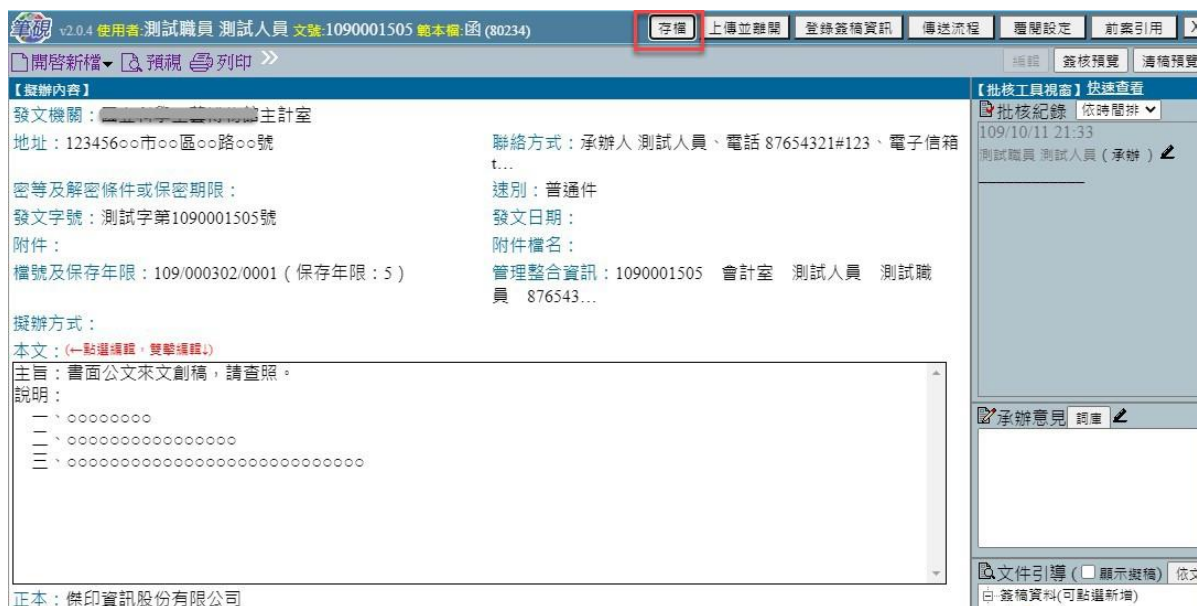 筆硯 v2.0.4 使用者:測試職員 測試人員 文號:1090001505 範本檔:函 (80234) 存檔 上傳並離開 登錄簽稿資訊 傳送流程 蓋閱設定 前案引用 X
開啓新檔 預視 列印 編輯 簽核預覽 清稿預覽
【擬辦內容】
發文機關：主計室
地址：123456○○市○○區○○路○○號
聯絡方式：承辦人 測試人員、電話 87654321#123、電子信箱
t...
密等及解密條件或保密期限：
速別：普通件
發文字號：測試字第1090001505號
發文日期：
附件：
附件檔名：
檔號及保存年限：109/000302/0001（保存年限：5）
管理整合資訊：1090001505 會計室 測試人員 測試職
員 876543...
擬辦方式：
本文：(←點選編輯，雙擊編輯↓)
主旨：書面公文來文創稿，請查照。
說明：
一、○○○○○○○○
二、○○○○○○○○○○○○○○○○
三、○○○○○○○○○○○○○○○○○○○○○○○○○○○○
正本：傑印資訊股份有限公司
【批核工具視窗】快速查看
批核紀錄 依時間排
109/10/11 21:33
測試職員 測試人員（承辦）
承辦意見 詞庫
文件引導（顯示擬稿） 依文
簽稿資料(可點選新增)